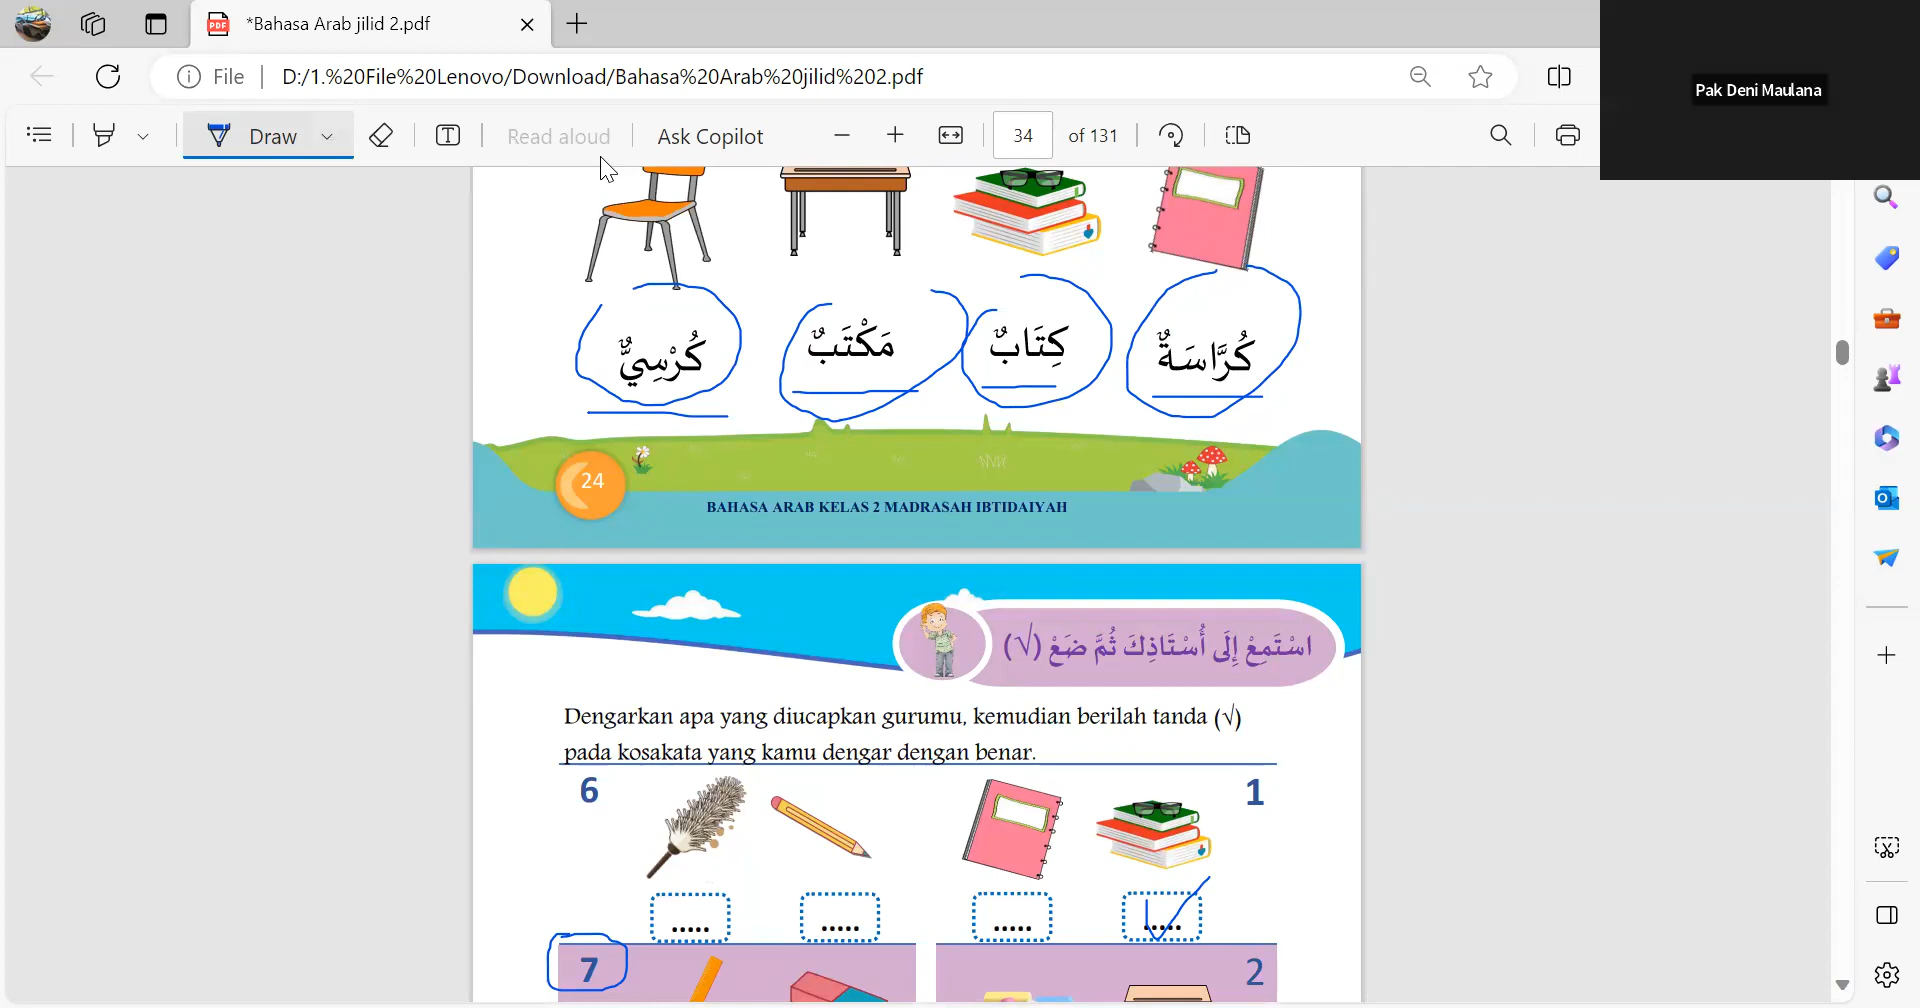 *Bahasa Arab jilid 2.pdf
File
D:/1.%20File%20Lenovo/Download/Bahasa%20Arab%20jilid%202.pdf
Pak Deni Maulana
Draw
Read aloud
Ask Copilot
34 of 131
كُرَّاسَةٌ كِتَابٌ مَكْتَبٌ كُرْسِيٌّ
24
BAHASA ARAB KELAS 2 MADRASAH IBTIDAIYAH
اسْتَمِعْ إِلَى أُسْتَاذِكَ ثُمَّ ضَعْ (√)
Dengarkan apa yang diucapkan gurumu, kemudian berilah tanda (√)
pada kosakata yang kamu dengar dengan benar.
6 1
..... ..... ..... .....
7 2